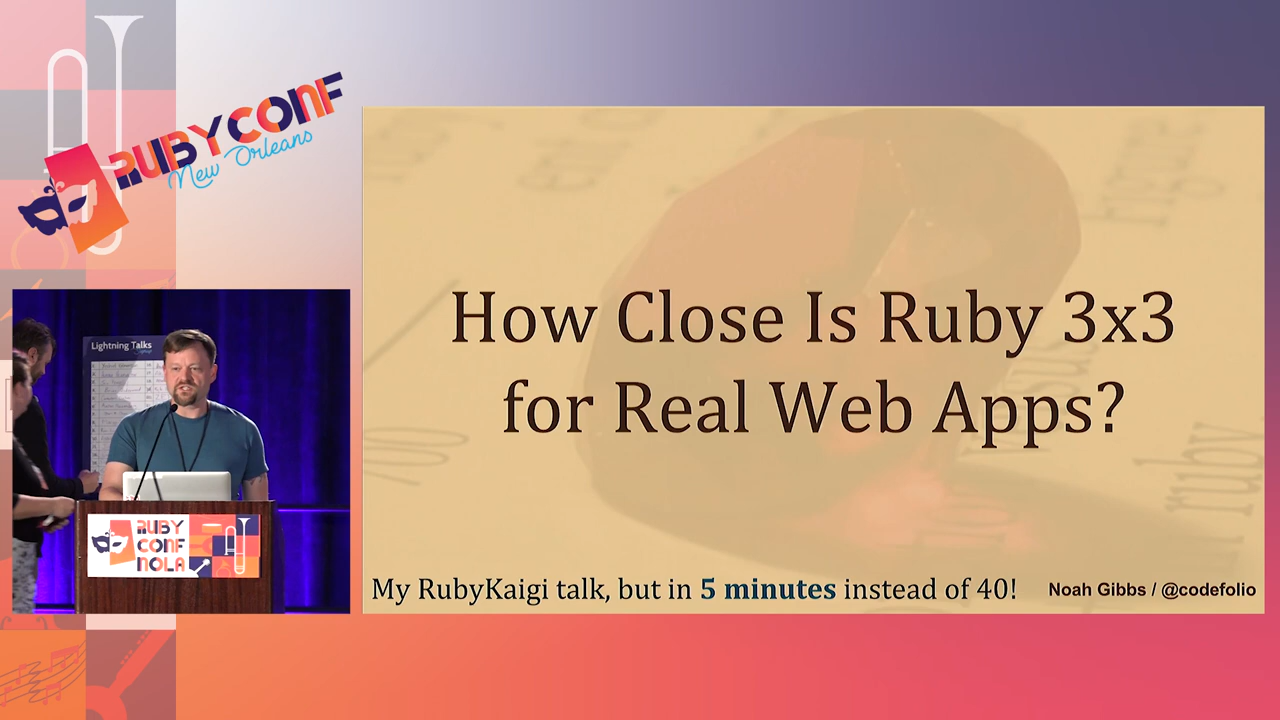 RUBYCONF
New Orleans
How Close Is Ruby 3x3
for Real Web Apps?
My RubyKaigi talk, but in 5 minutes instead of 40!
Noah Gibbs / @codefolio
Lightning Talks
RUBY
CONF
NOLA
ruby